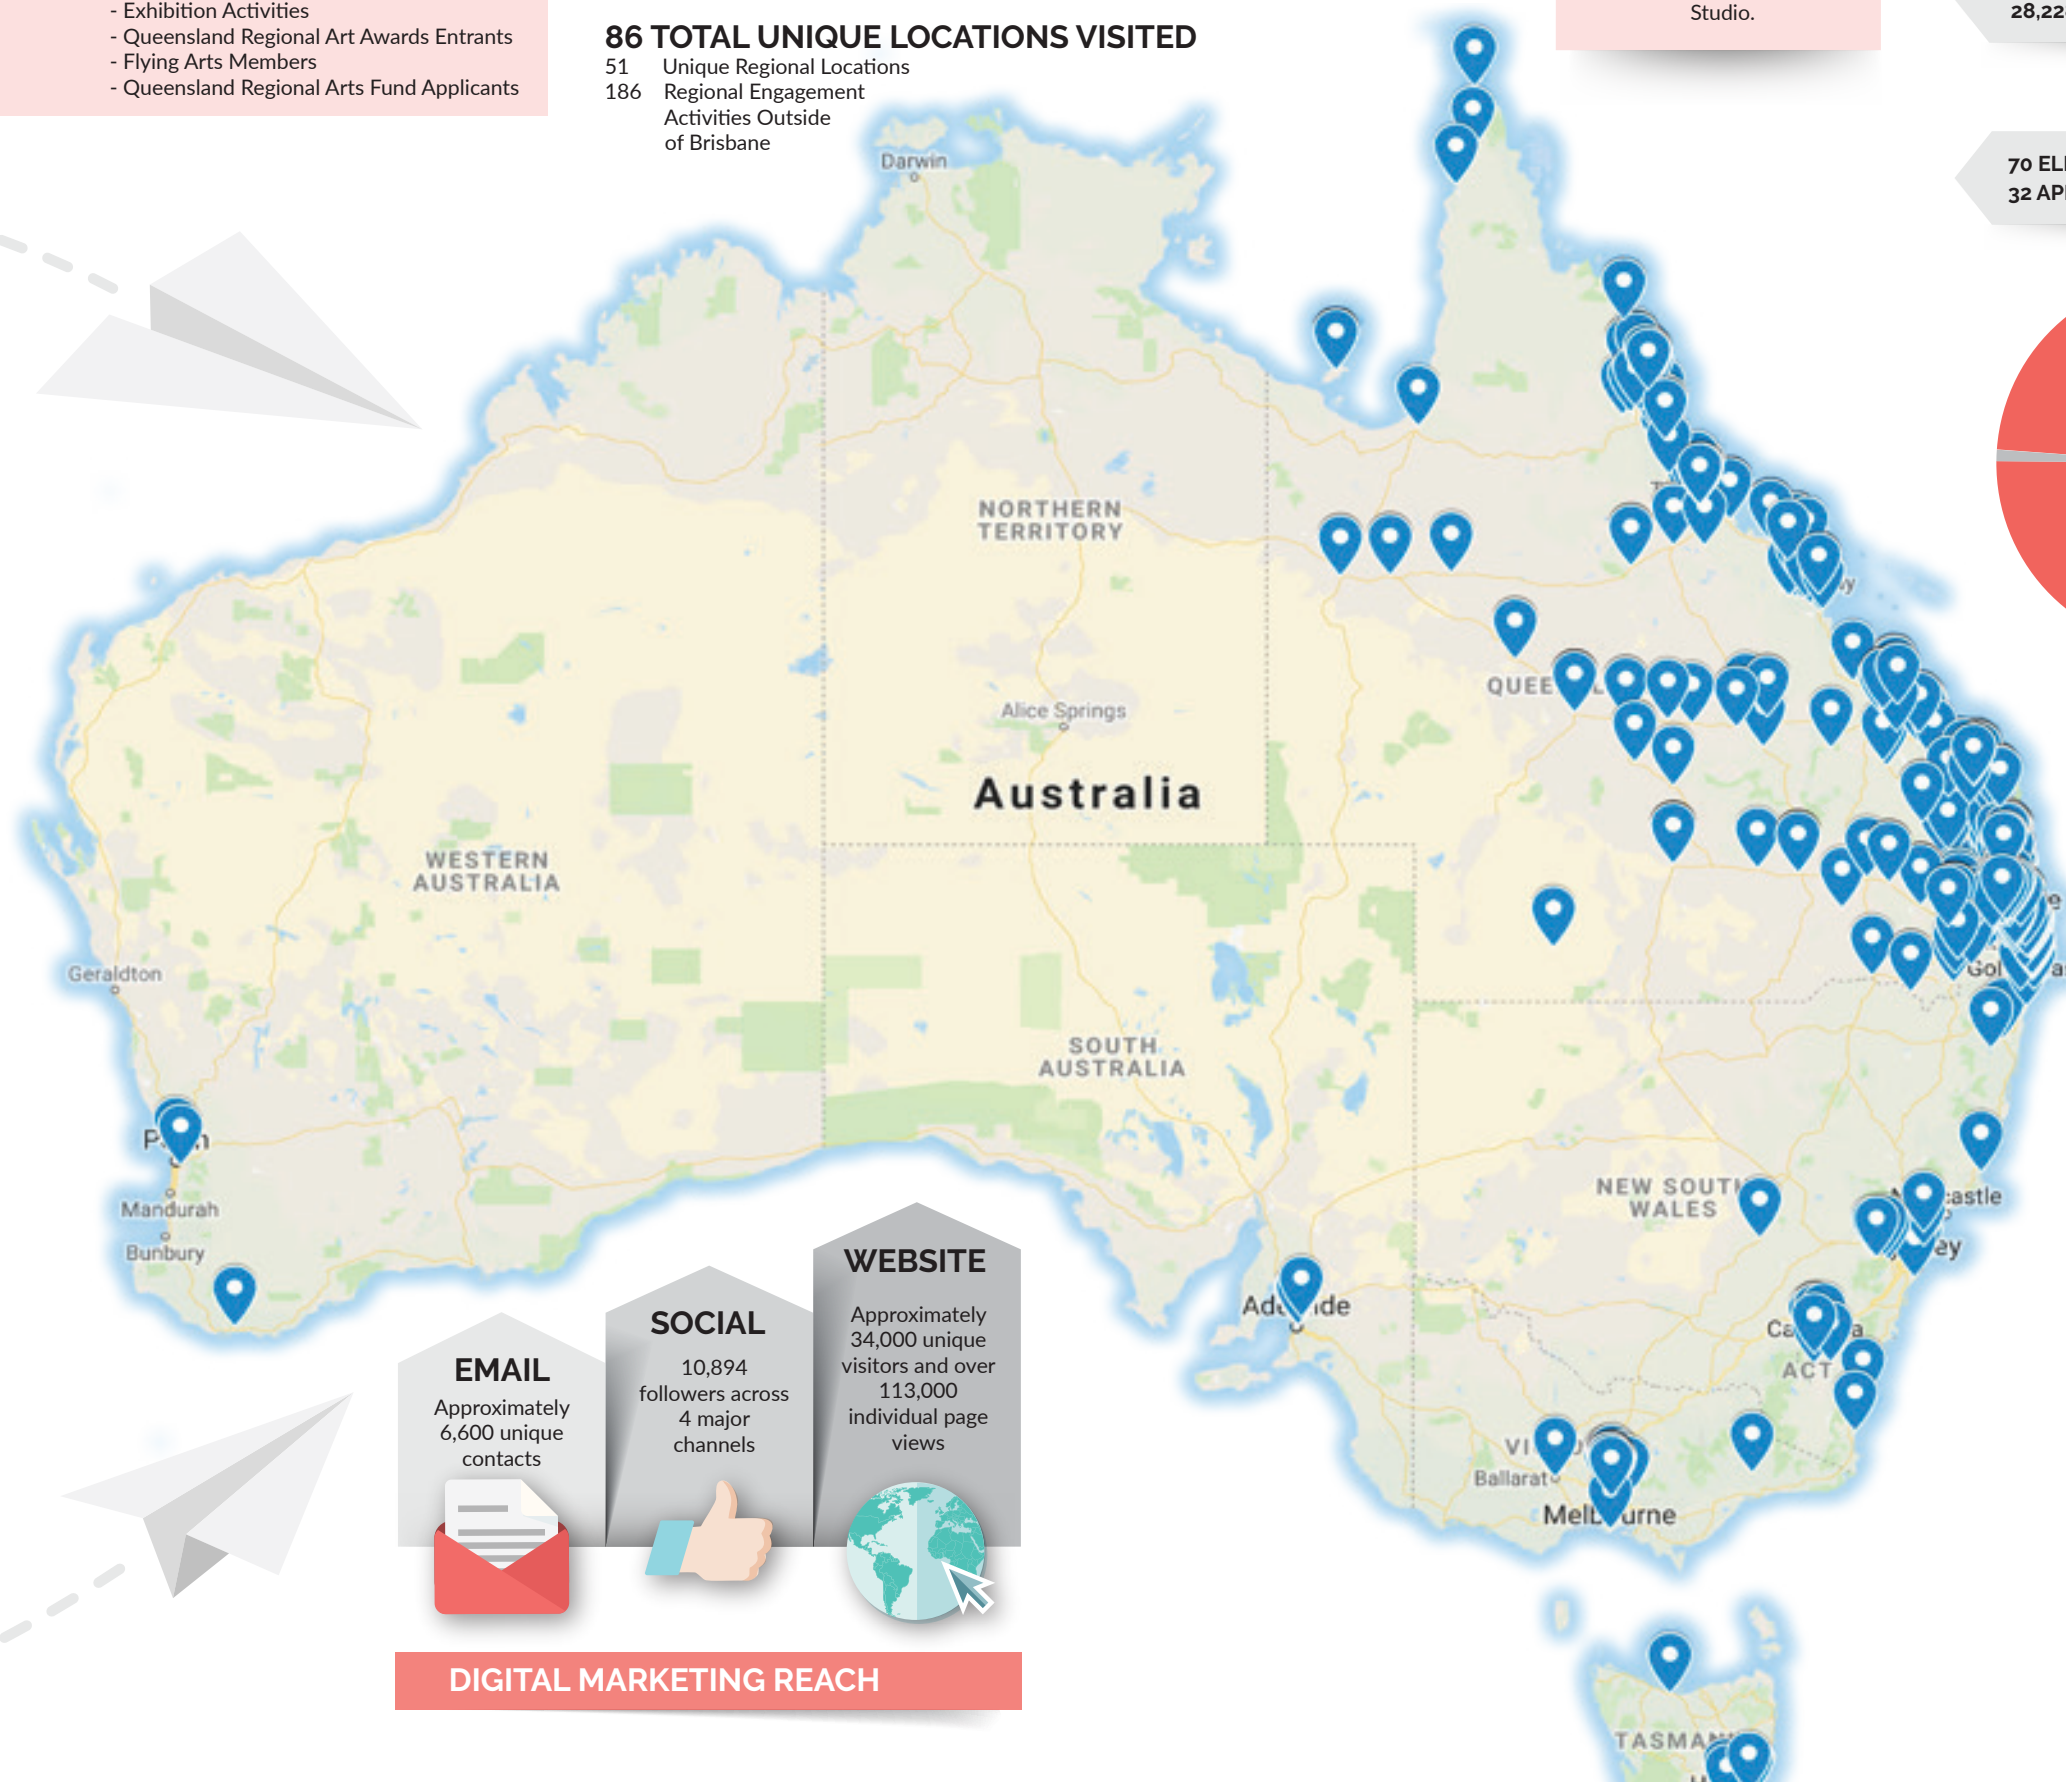 - Exhibition Activities
- Queensland Regional Art Awards Entrants
- Flying Arts Members
- Queensland Regional Arts Fund Applicants
86 TOTAL UNIQUE LOCATIONS VISITED
51 Unique Regional Locations
186 Regional Engagement
Activities Outside
of Brisbane
Studio.
Darwin
NORTHERN
TERRITORY
Alice Springs
Australia
WESTERN
AUSTRALIA
Geraldton
Mandurah
Bunbury
SOUTH
AUSTRALIA
NEW SOUTH
WALES
ACT
Ballarat
EMAIL
Approximately
6,600 unique
contacts
SOCIAL
10,894
followers across
4 major
channels
WEBSITE
Approximately
34,000 unique
visitors and over
113,000
individual page
views
DIGITAL MARKETING REACH
70
32